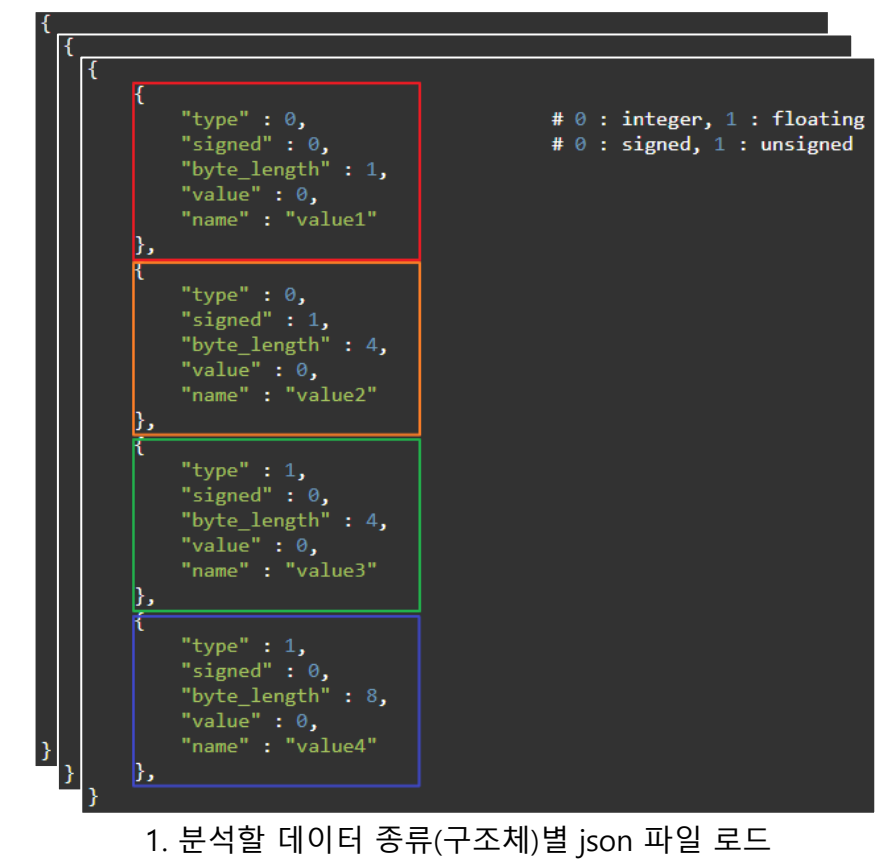 {
{
{
{
"type" : 0, # 0 : integer, 1 : floating
"signed" : 0, # 0 : signed, 1 : unsigned
"byte_length" : 1,
"value" : 0,
"name" : "value1"
},
{
"type" : 0,
"signed" : 1,
"byte_length" : 4,
"value" : 0,
"name" : "value2"
},
{
"type" : 1,
"signed" : 0,
"byte_length" : 4,
"value" : 0,
"name" : "value3"
},
{
"type" : 1,
"signed" : 0,
"byte_length" : 8,
"value" : 0,
"name" : "value4"
},
}
}
}
1. 분석할 데이터 종류(구조체)별 json 파일 로드